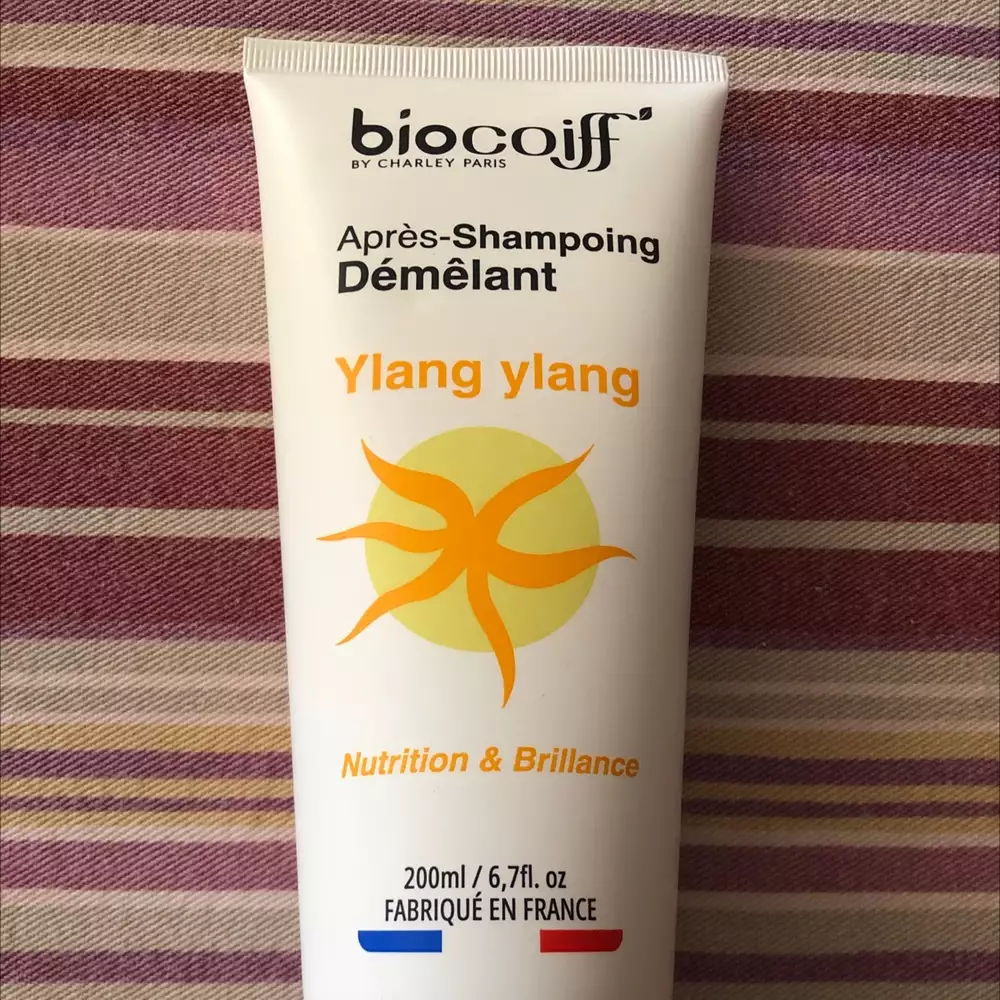 biocoiff'
BY CHARLEY PARIS
Après-Shampoing
Démêlant
Ylang ylang
Nutrition & Brillance
200ml / 6,7fl. oz
FABRIQUÉ EN FRANCE